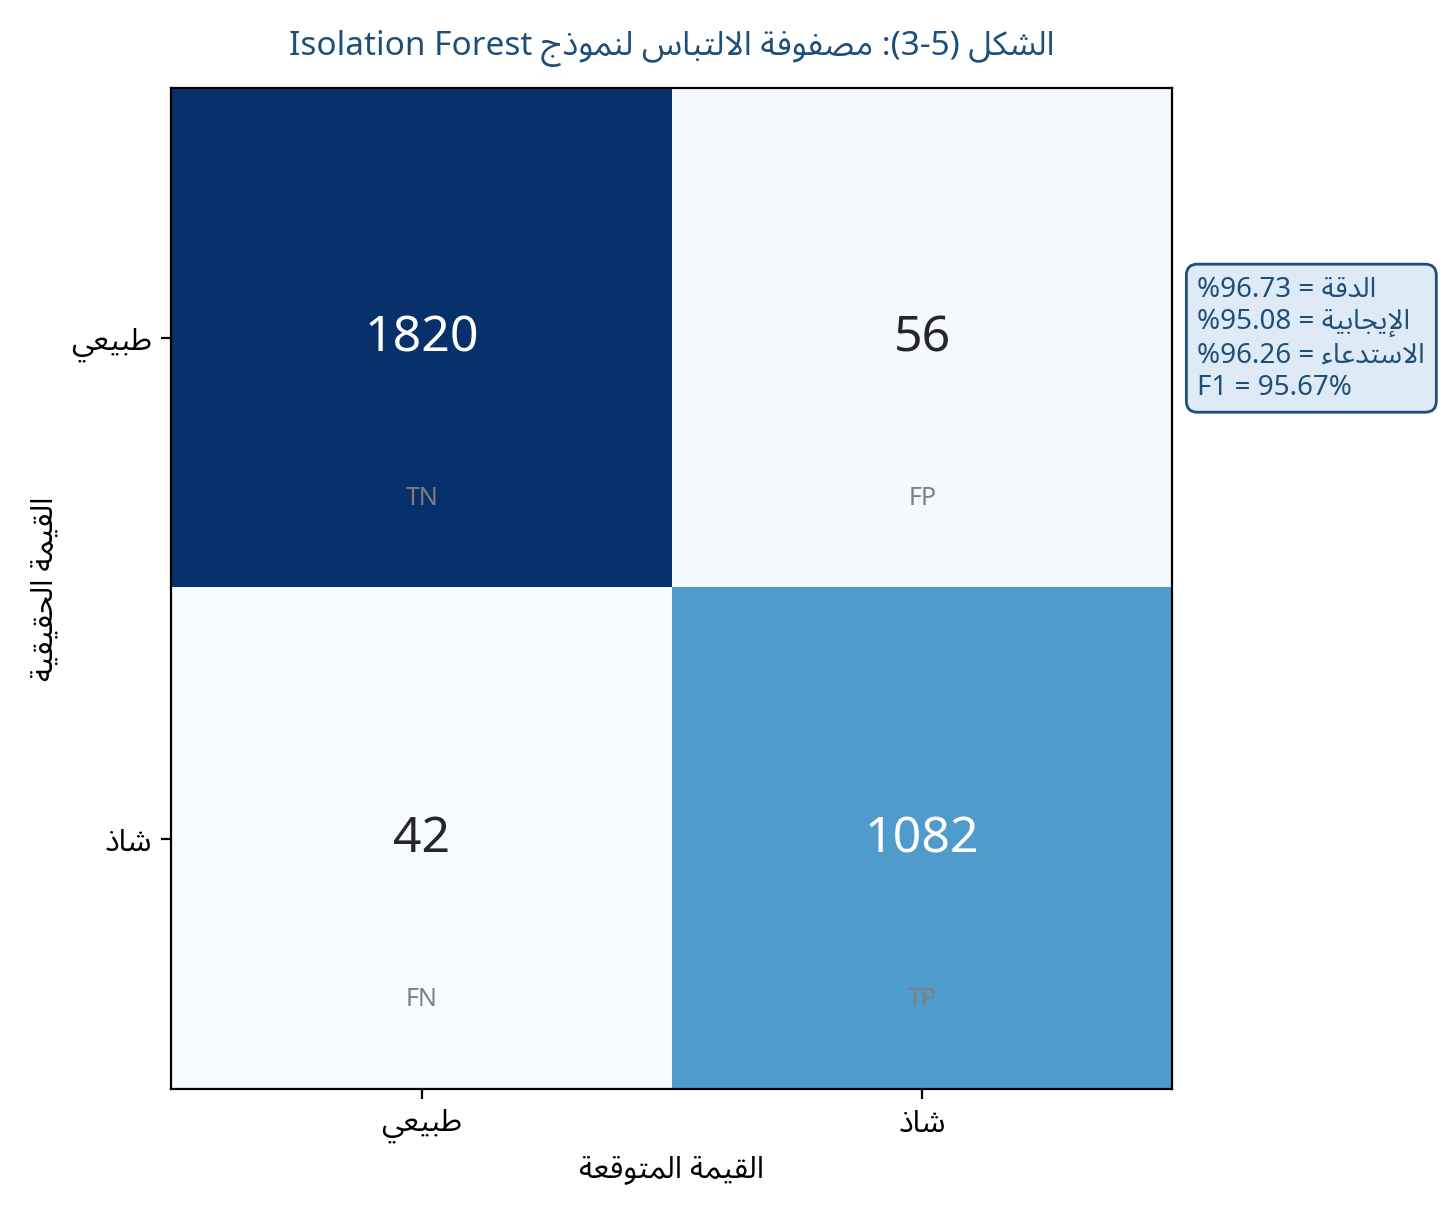 الشكل (5-3): مصفوفة الالتباس لنموذج Isolation Forest
طبيعي
1820
56
TN
FP
الدقة = 96.73%
الإيجابية = 95.08%
الاستدعاء = 96.26%
F1 = 95.67%
القيمة الحقيقية
شاذ
42
1082
FN
TP
طبيعي
شاذ
القيمة المتوقعة